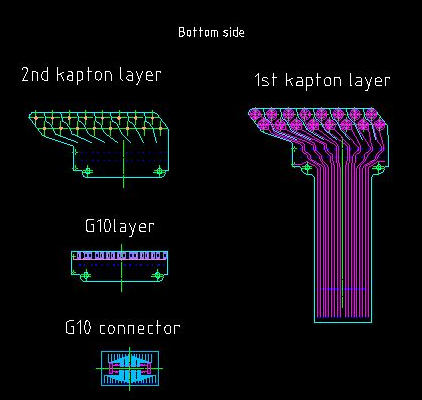 Bottom side
2nd kapton layer
1st kapton layer
G10layer
G10 connector